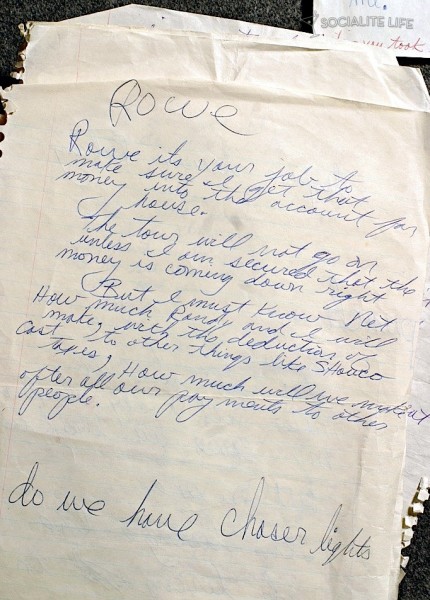 SOCIALITE LIFE
you took
Rowe
Rowe its your job to
make sure I get that
money into the account for
house.
The tour will not go on
unless I am secured that the
money is coming down right
But I must know Net
How much Randy and I will
make, with the deduction of
cost to other things like
taxes, How much will we make at
after all our payments to other
people.
do we have chaser lights